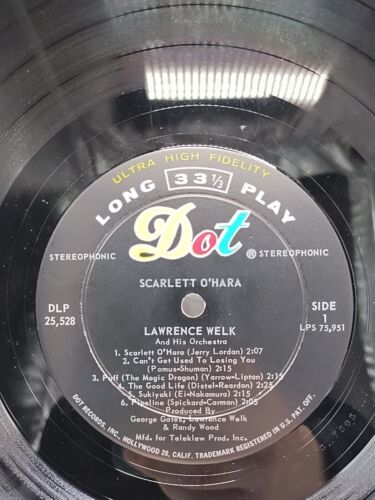 ULTRA HIGH FIDELITY
LONG 33 1/3 PLAY
Dot
STEREOPHONIC ® STEREOPHONIC
SCARLETT O'HARA
DLP
25,528
SIDE
1
LPS 75,951
LAWRENCE WELK
And His Orchestra
1. Scarlett O'Hara (Jerry Lordan) 2:07
2. Can't Get Used To Losing You
(Pomus-Shuman) 2:15
3. Puff (The Magic Dragon) (Yarrow-Lipton) 2:15
4. The Good Life (Distel-Reardon) 2:25
5. Sukiyaki (Ei-Nakamura) 2:15
6. Pipeline (Spickard-Carman) 2:05
Produced By
George Gates, Lawrence Welk
& Randy Wood
Mfd. for Teleklew Prod. Inc.
DOT RECORDS, INC., HOLLYWOOD 28, CALIF. TRADEMARK REGISTERED IN U.S. PAT. OFF.